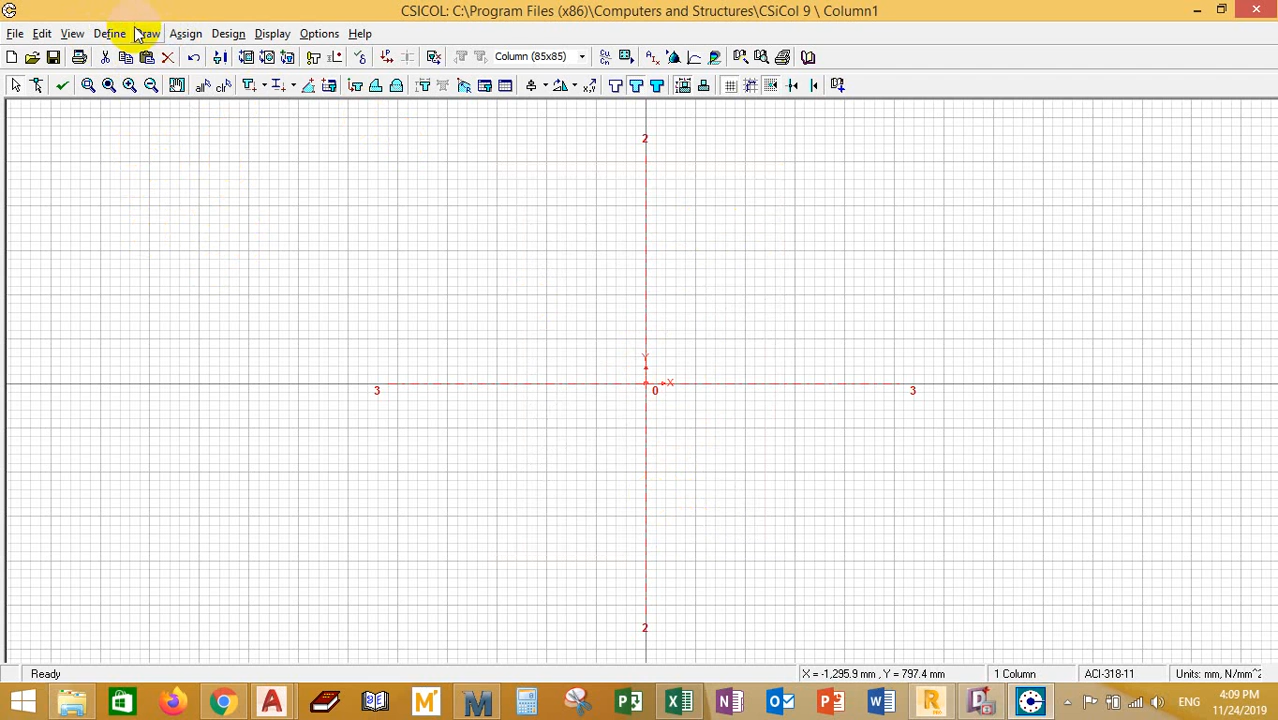 CSICOL: C:\Program Files (x86)\Computers and Structures\CSiCol 9 \ Column1
File Edit View Define Draw Assign Design Display Options Help
Column (85x85)
2
Y
X
3 0 3
2
Ready X = -1,295.9 mm , Y = 797.4 mm 1 Column ACI-318-11 Units: mm, N/mm^2
ENG 4:09 PM
11/24/2019